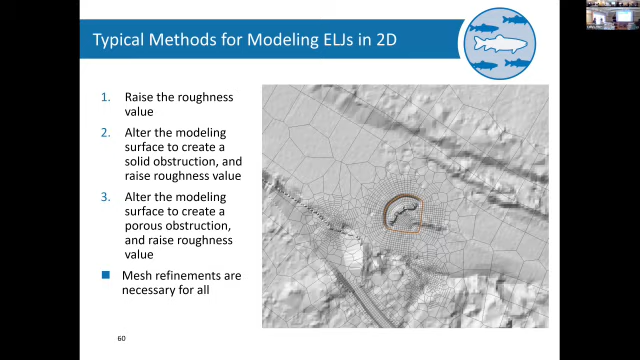 Typical Methods for Modeling ELJs in 2D
1. Raise the roughness
value
2. Alter the modeling
surface to create a
solid obstruction, and
raise roughness value
3. Alter the modeling
surface to create a
porous obstruction,
and raise roughness
value
Mesh refinements are
necessary for all
60